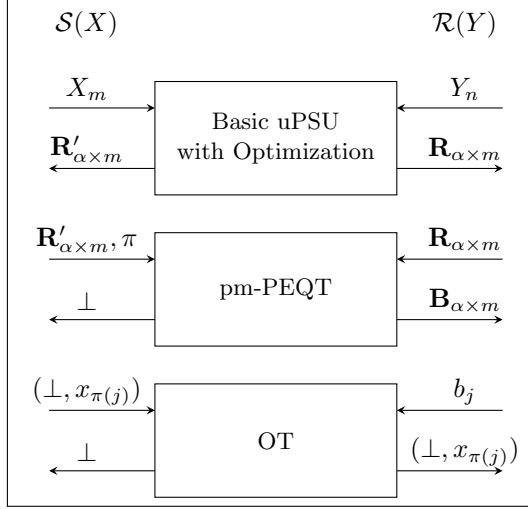 𝒮(X) ℛ(Y)
X_m Y_n
Basic uPSU
with Optimization
𝐑′_{α×m} 𝐑_{α×m}
𝐑′_{α×m}, π 𝐑_{α×m}
pm-PEQT
⊥ 𝐁_{α×m}
(⊥, x_{π(j)}) b_j
OT
⊥ (⊥, x_{π(j)})